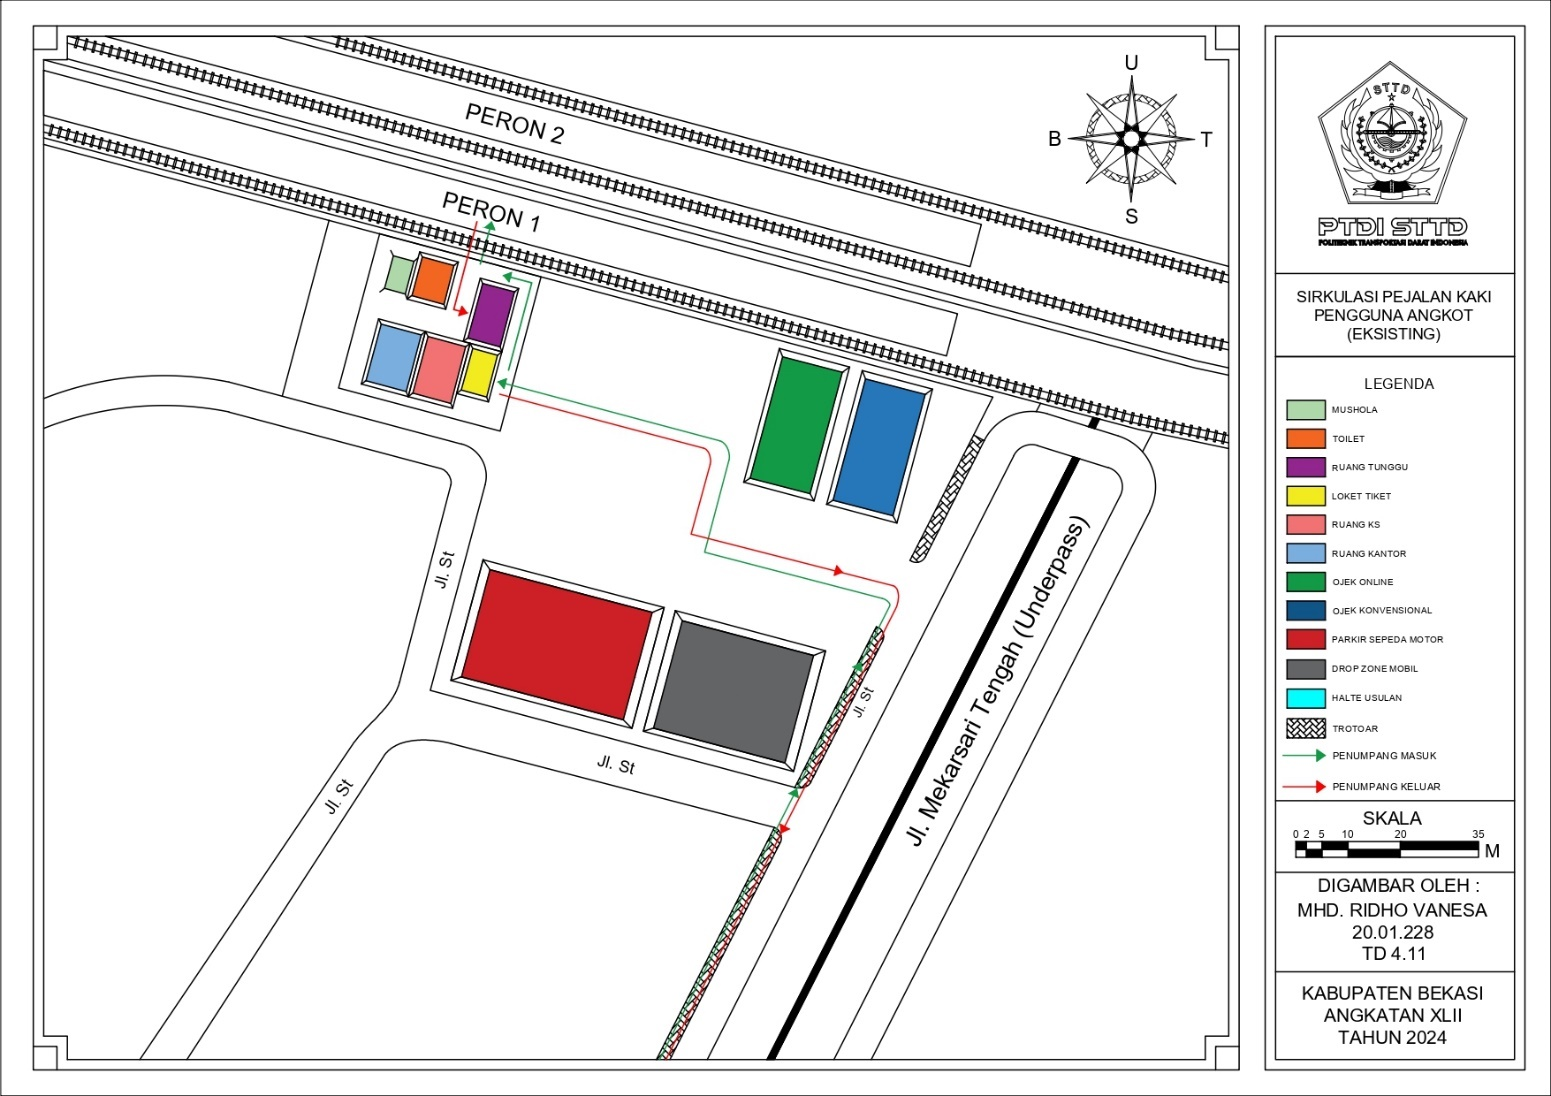 PERON 2
PERON 1
U
B
T
S
Jl. St
Jl. St
Jl. St
Jl. St
Jl. Mekarsari Tengah (Underpass)
STTD
PTDI STTD
POLITEKNIK TRANSPORTASI DARAT INDONESIA
SIRKULASI PEJALAN KAKI
PENGGUNA ANGKOT
(EKSISTING)
LEGENDA
MUSHOLA
TOILET
RUANG TUNGGU
LOKET TIKET
RUANG KS
RUANG KANTOR
OJEK ONLINE
OJEK KONVENSIONAL
PARKIR SEPEDA MOTOR
DROP ZONE MOBIL
HALTE USULAN
TROTOAR
PENUMPANG MASUK
PENUMPANG KELUAR
SKALA
0 2 5 10 20 35
M
DIGAMBAR OLEH :
MHD. RIDHO VANESA
20.01.228
TD 4.11
KABUPATEN BEKASI
ANGKATAN XLII
TAHUN 2024